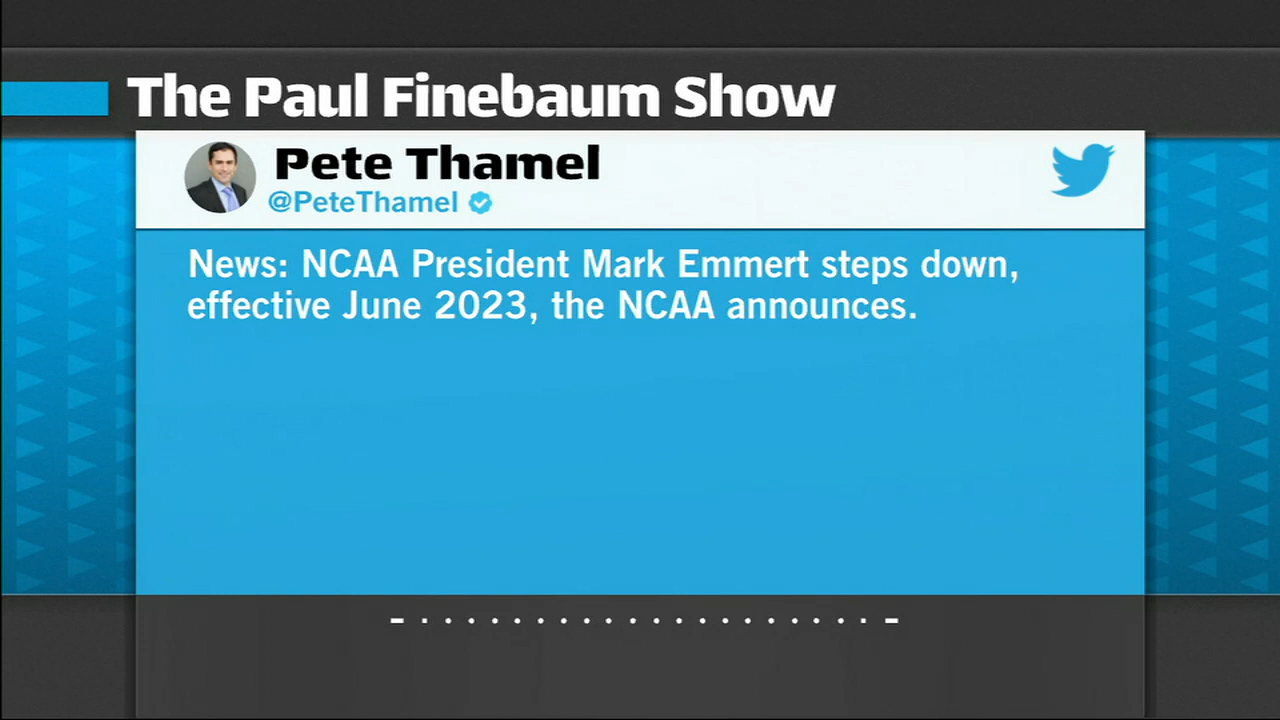 The Paul Finebaum Show
Pete Thamel
@PeteThamel
News: NCAA President Mark Emmert steps down,
effective June 2023, the NCAA announces.